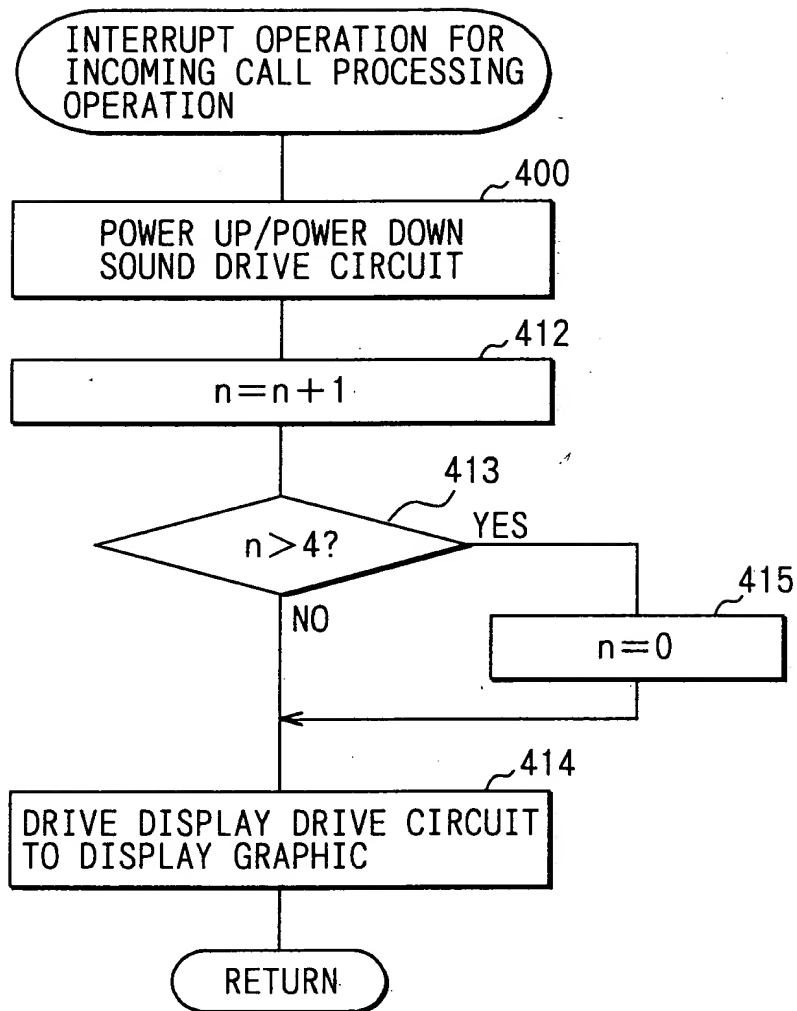 INTERRUPT OPERATION FOR
INCOMING CALL PROCESSING
OPERATION
400
POWER UP/POWER DOWN
SOUND DRIVE CIRCUIT
412
n=n+1
413
n>4?
YES
NO
415
n=0
414
DRIVE DISPLAY DRIVE CIRCUIT
TO DISPLAY GRAPHIC
RETURN